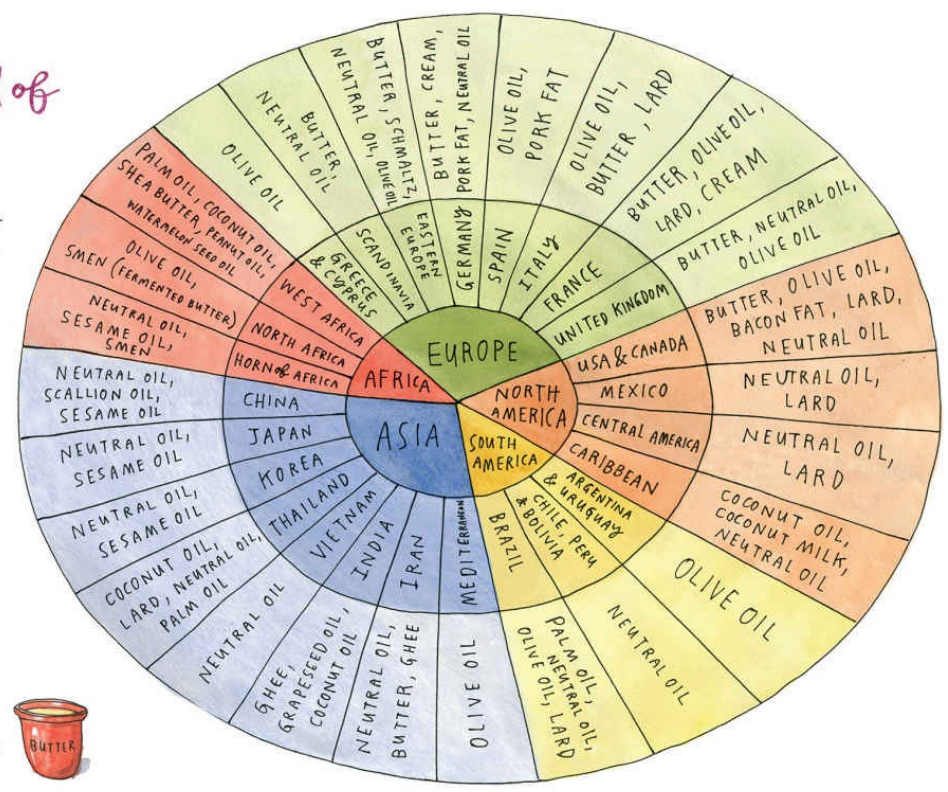 of
EUROPE
GREECE
& CYPRUS
OLIVE OIL
SCANDINAVIA
BUTTER,
NEUTRAL OIL
EASTERN
EUROPE
BUTTER, SCHMALTZ,
NEUTRAL OIL, OLIVE OIL
GERMANY
BUTTER, CREAM,
PORK FAT, NEUTRAL OIL
SPAIN
OLIVE OIL,
PORK FAT
ITALY
OLIVE OIL,
BUTTER, LARD
FRANCE
BUTTER, OLIVE OIL,
LARD, CREAM
UNITED KINGDOM
BUTTER, NEUTRAL OIL,
OLIVE OIL
NORTH
AMERICA
USA & CANADA
BUTTER, OLIVE OIL,
BACON FAT, LARD,
NEUTRAL OIL
MEXICO
NEUTRAL OIL,
LARD
CENTRAL AMERICA
NEUTRAL OIL,
LARD
CARIBBEAN
COCONUT OIL,
COCONUT MILK,
NEUTRAL OIL
SOUTH
AMERICA
ARGENTINA
& URUGUAY
OLIVE OIL
CHILE, PERU
& BOLIVIA
NEUTRAL OIL
BRAZIL
PALM OIL,
NEUTRAL OIL,
OLIVE OIL, LARD
ASIA
MEDITERRANEAN
OLIVE OIL
IRAN
NEUTRAL OIL,
BUTTER, GHEE
INDIA
GHEE,
GRAPESEED OIL,
COCONUT OIL
VIETNAM
NEUTRAL OIL
THAILAND
COCONUT OIL,
LARD, NEUTRAL OIL,
PALM OIL
KOREA
NEUTRAL OIL,
SESAME OIL
JAPAN
NEUTRAL OIL,
SESAME OIL
CHINA
NEUTRAL OIL,
SCALLION OIL,
SESAME OIL
AFRICA
HORN of AFRICA
NEUTRAL OIL,
SESAME OIL,
SMEN
NORTH AFRICA
OLIVE OIL,
SMEN (FERMENTED BUTTER)
WEST AFRICA
PALM OIL, COCONUT OIL,
SHEA BUTTER, PEANUT OIL,
WATERMELON SEED OIL
BUTTER